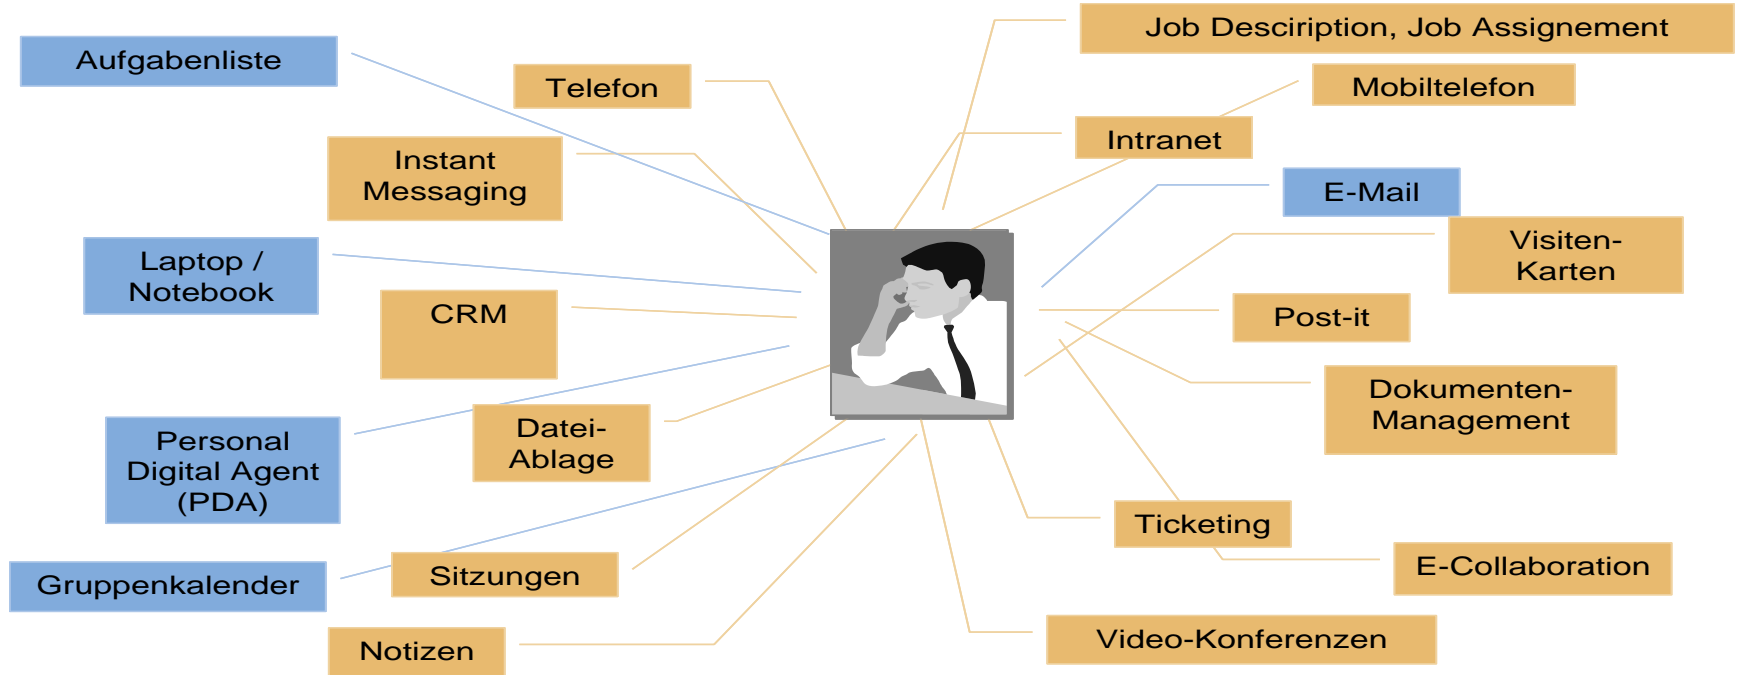 Job Desciription, Job Assignement
Aufgabenliste
Telefon
Mobiltelefon
Intranet
Instant
Messaging
E-Mail
Visiten-
Karten
Laptop /
Notebook
CRM
Post-it
Dokumenten-
Management
Datei-
Ablage
Personal
Digital Agent
(PDA)
Ticketing
E-Collaboration
Sitzungen
Gruppenkalender
Video-Konferenzen
Notizen